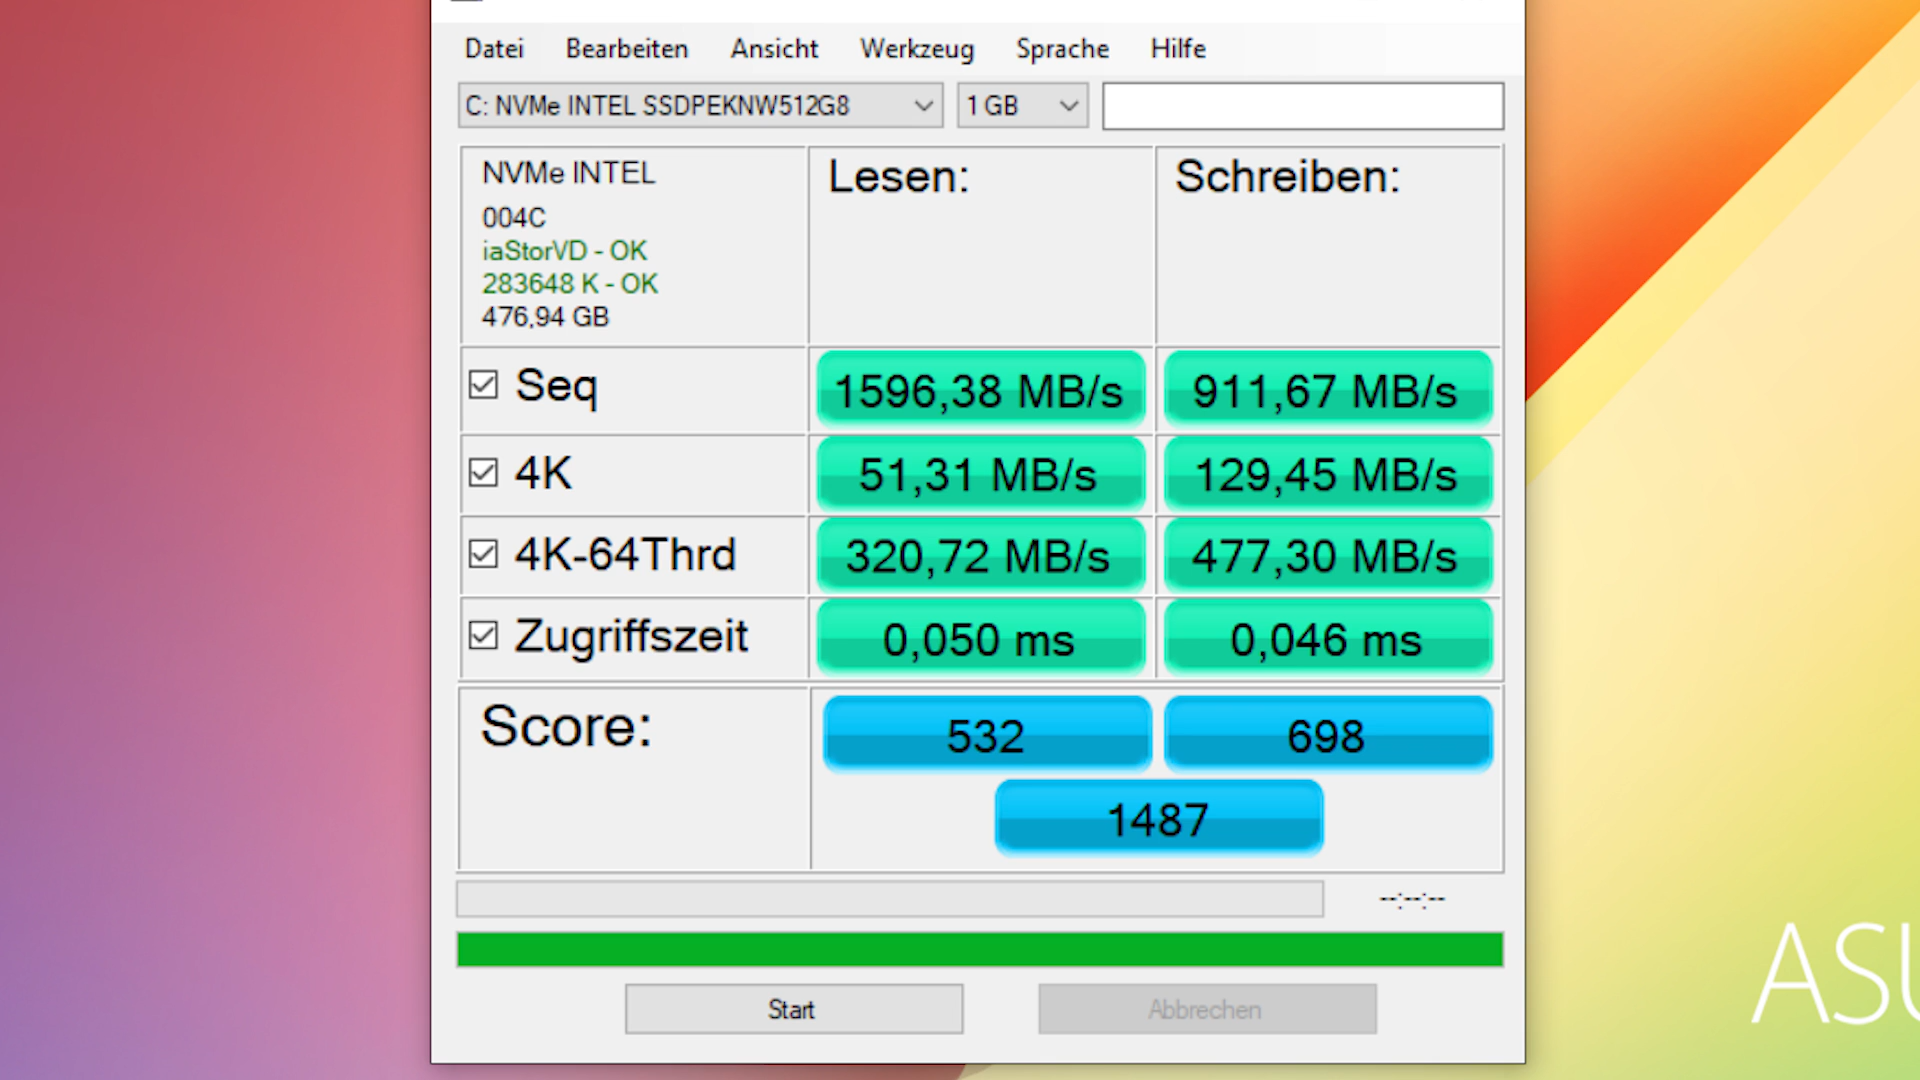 Datei Bearbeiten Ansicht Werkzeug Sprache Hilfe
C: NVMe INTEL SSDPEKNW512G8 1 GB
NVMe INTEL
004C
iaStorVD - OK
283648 K - OK
476,94 GB
Lesen: Schreiben:
Seq 1596,38 MB/s 911,67 MB/s
4K 51,31 MB/s 129,45 MB/s
4K-64Thrd 320,72 MB/s 477,30 MB/s
Zugriffszeit 0,050 ms 0,046 ms
Score: 532 698
1487
--:--:--
Start Abbrechen
ASU